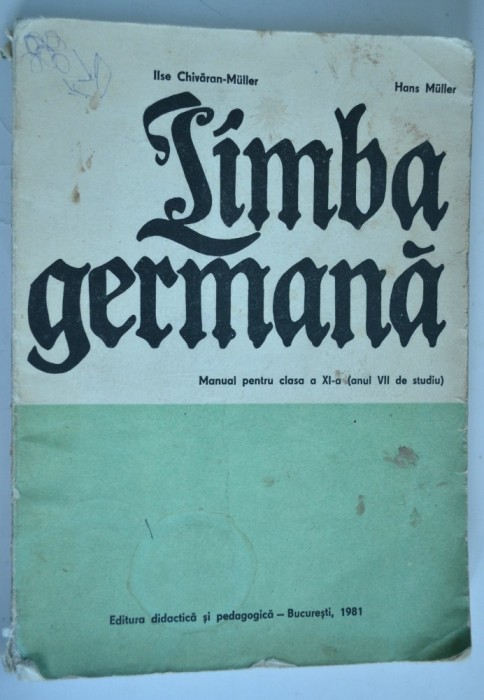 Ilse Chivăran-Müller
Hans Müller
Limba
germană
Manual pentru clasa a XI-a (anul VII de studiu)
Editura didactică și pedagogică — București, 1981